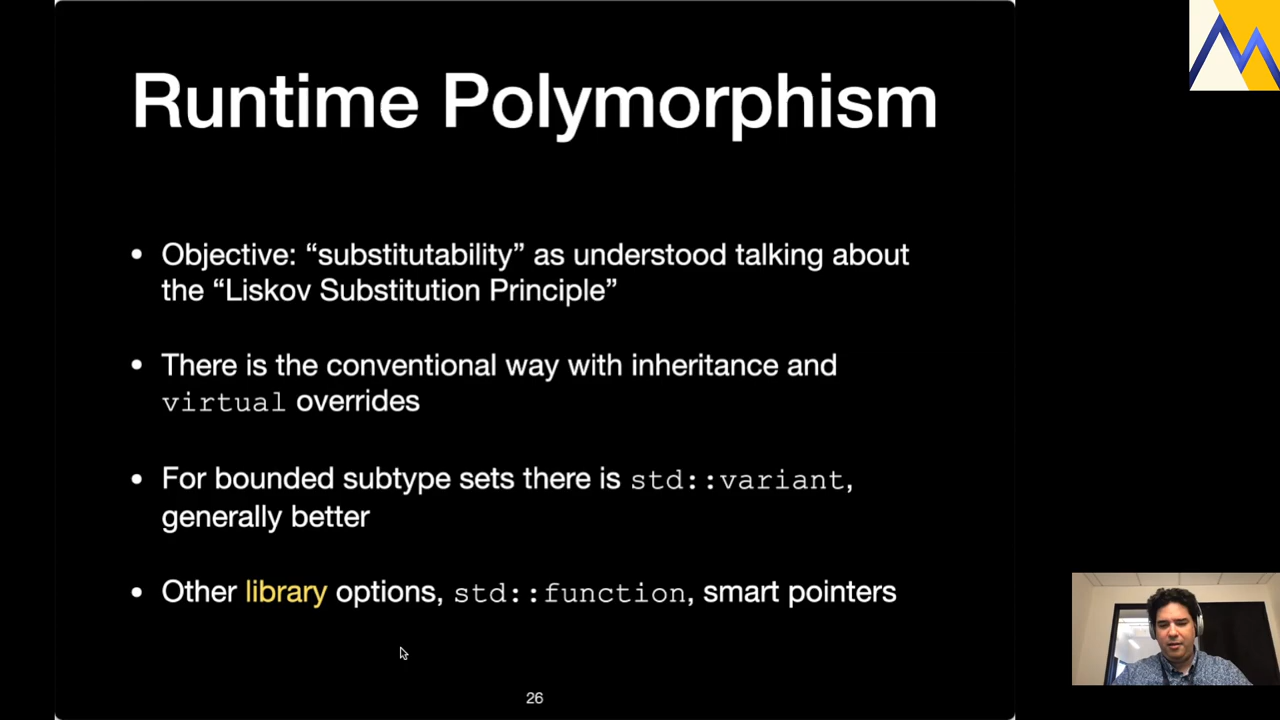 Runtime Polymorphism
• Objective: “substitutability” as understood talking about
the “Liskov Substitution Principle”
• There is the conventional way with inheritance and
virtual overrides
• For bounded subtype sets there is std::variant,
generally better
• Other library options, std::function, smart pointers
26